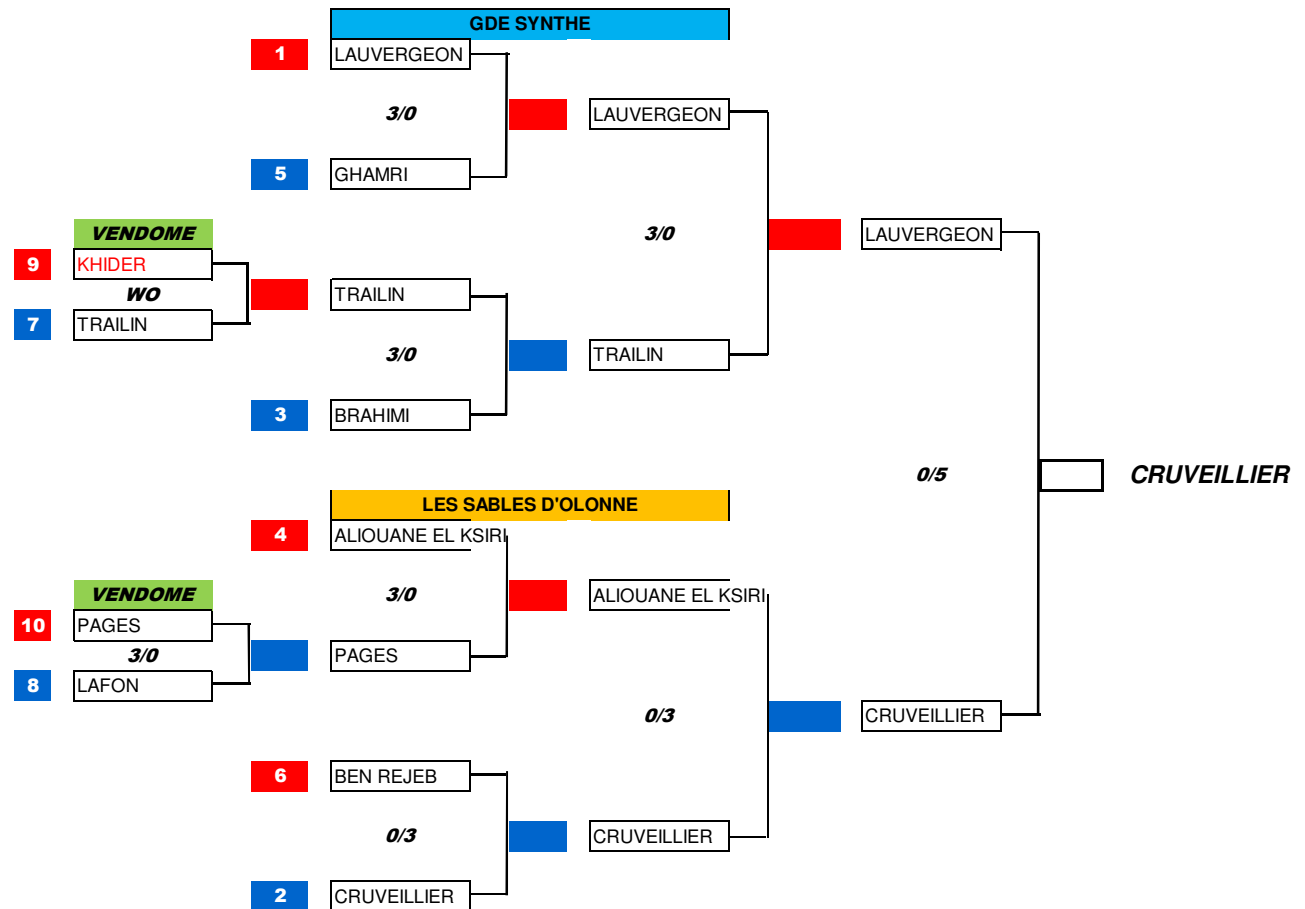 GDE SYNTHE
1 LAUVERGEON
3/0 LAUVERGEON
5 GHAMRI
VENDOME 3/0 LAUVERGEON
9 KHIDER
WO TRAILIN
7 TRAILIN
3/0 TRAILIN
3 BRAHIMI
0/5 CRUVEILLIER
LES SABLES D'OLONNE
4 ALIOUANE EL KSIRI
VENDOME 3/0 ALIOUANE EL KSIRI
10 PAGES
3/0 PAGES
8 LAFON
0/3 CRUVEILLIER
6 BEN REJEB
0/3 CRUVEILLIER
2 CRUVEILLIER